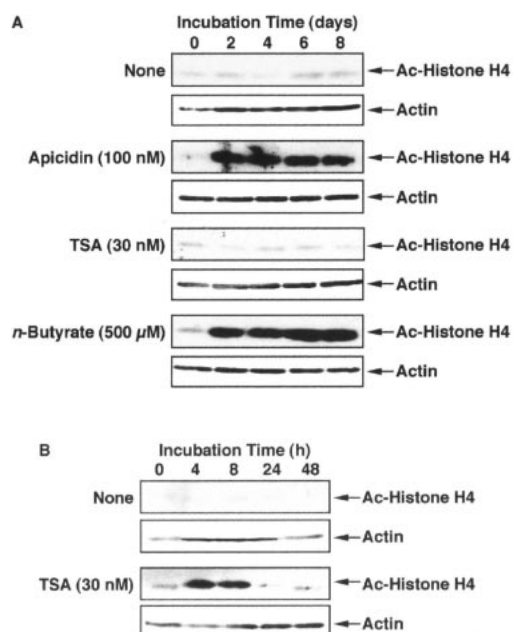 A
Incubation Time (days)
0 2 4 6 8
None Ac-Histone H4
Actin
Apicidin (100 nM) Ac-Histone H4
Actin
TSA (30 nM) Ac-Histone H4
Actin
n-Butyrate (500 µM) Ac-Histone H4
Actin
B
Incubation Time (h)
0 4 8 24 48
None Ac-Histone H4
Actin
TSA (30 nM) Ac-Histone H4
Actin